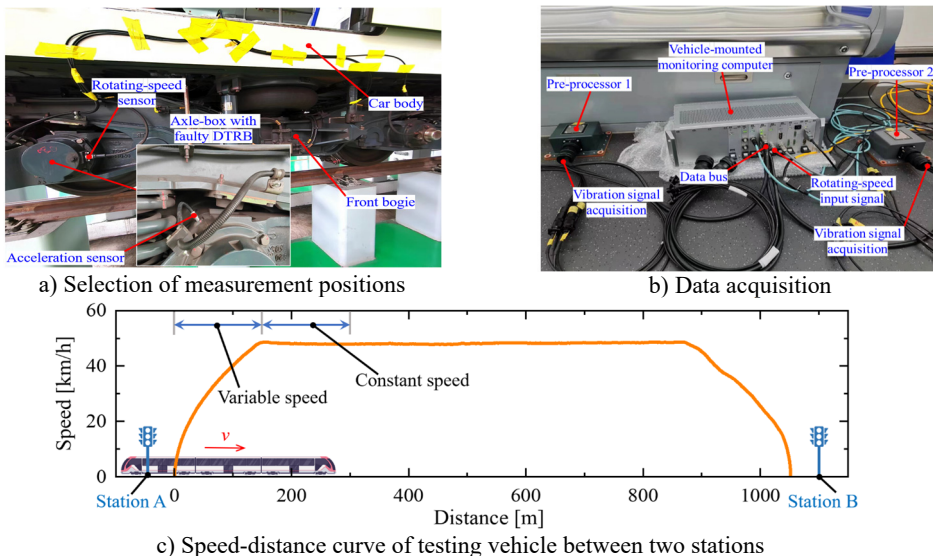 Rotating-speed
sensor
Axle-box with
faulty DTRB
Car body
Front bogie
Acceleration sensor
a) Selection of measurement positions
Vehicle-mounted
monitoring computer
Pre-processor 1
Pre-processor 2
Data bus
Rotating-speed
input signal
Vibration signal
acquisition
Vibration signal
acquisition
b) Data acquisition
60
40
20
0
Speed [km/h]
Variable speed
Constant speed
v
Station A
Station B
0
200
400
600
800
1000
Distance [m]
c) Speed-distance curve of testing vehicle between two stations